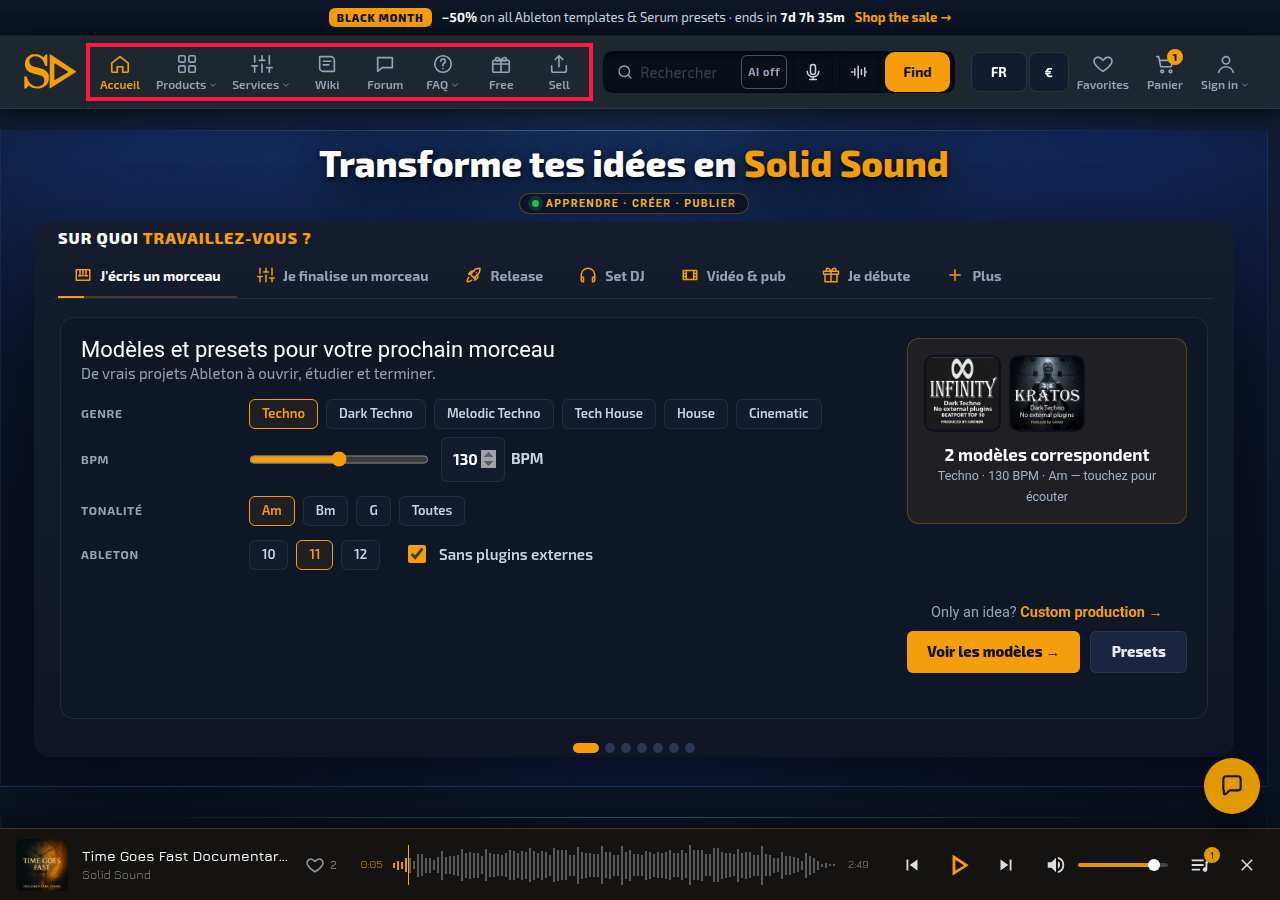 BLACK MONTH −50% on all Ableton templates & Serum presets · ends in 7d 7h 35m Shop the sale →
Accueil Products Services Wiki Forum FAQ Free Sell
Rechercher AI off Find FR € Favorites 1 Panier Sign in
Transforme tes idées en Solid Sound
APPRENDRE · CRÉER · PUBLIER
SUR QUOI TRAVAILLEZ-VOUS ?
J'écris un morceau Je finalise un morceau Release Set DJ Vidéo & pub Je débute Plus
Modèles et presets pour votre prochain morceau
De vrais projets Ableton à ouvrir, étudier et terminer.
GENRE Techno Dark Techno Melodic Techno Tech House House Cinematic
BPM 130 BPM
TONALITÉ Am Bm G Toutes
ABLETON 10 11 12 Sans plugins externes
INFINITY
Dark Techno
No external plugins
BEATPORT TOP 10
KRATOS
Dark Techno
No external plugins
2 modèles correspondent
Techno · 130 BPM · Am — touchez pour
écouter
Only an idea? Custom production →
Voir les modèles → Presets
TIME GOES
FAST
Time Goes Fast Documentar...
Solid Sound
2 0:05 2:49 1